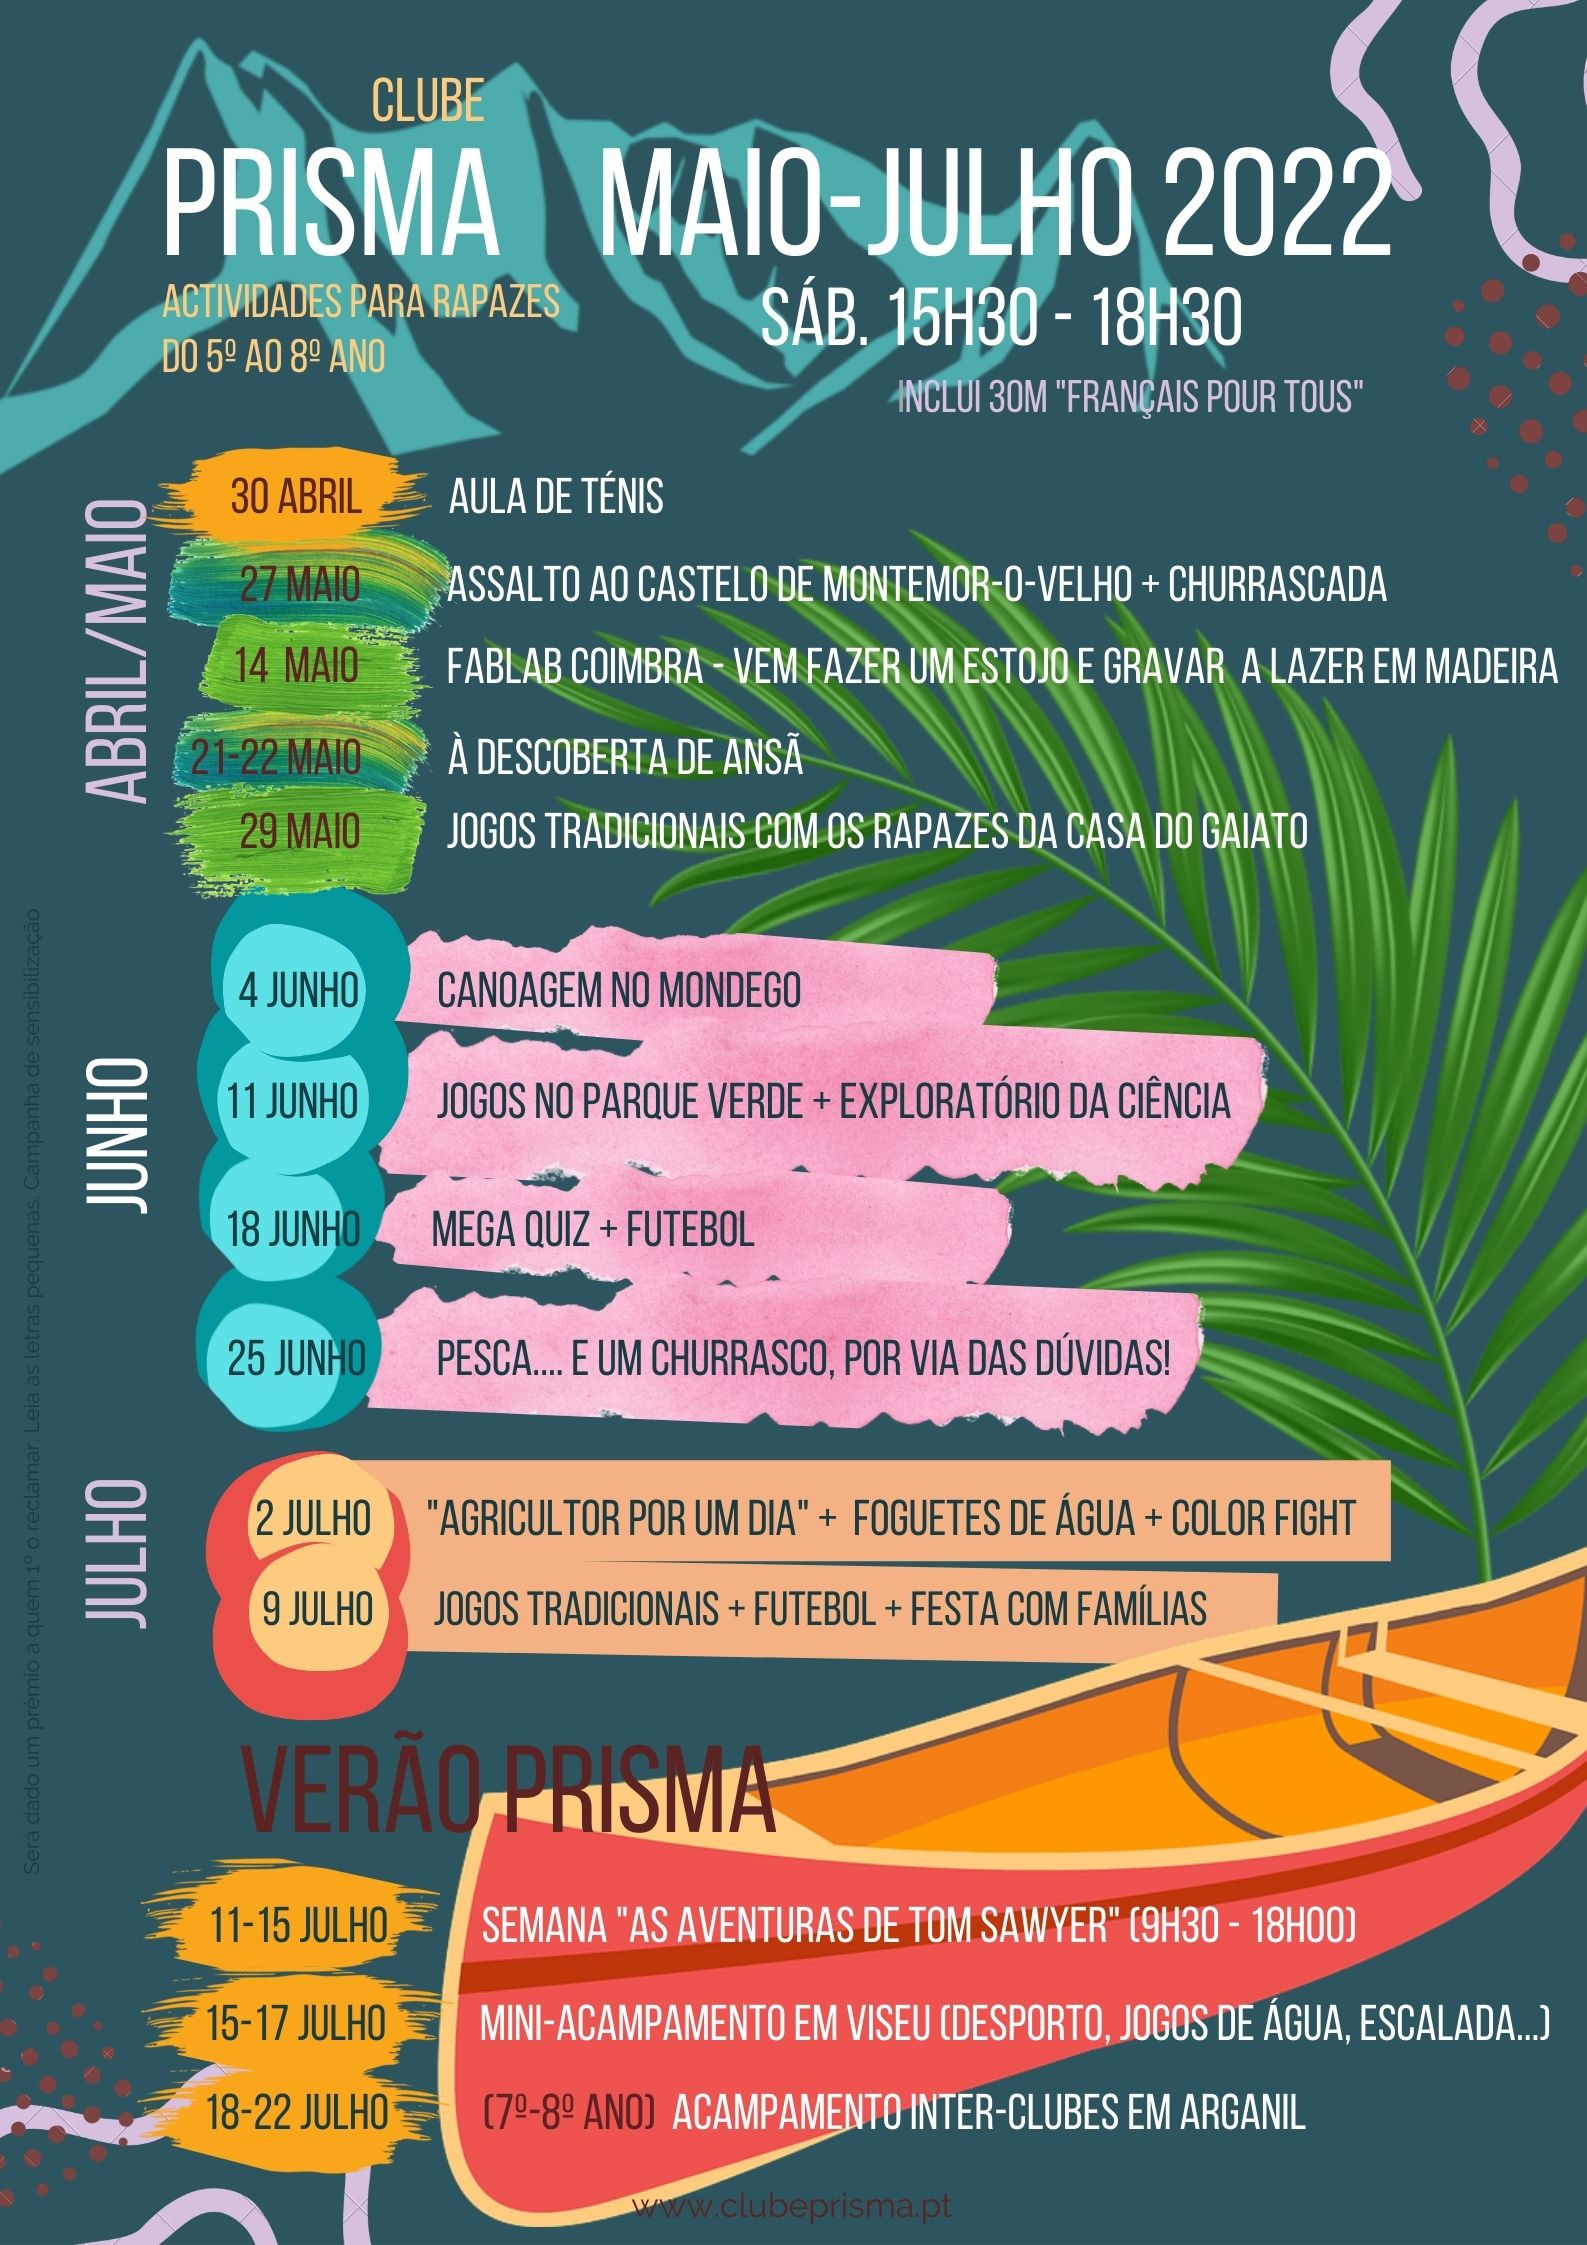 CLUBE
PRISMA
ACTIVIDADES PARA RAPAZES
DO 5º AO 8º ANO
MAIO-JULHO 2022
SÁB. 15H30 - 18H30
INCLUI 30M "FRANÇAIS POUR TOUS"
ABRIL/MAIO
30 ABRIL AULA DE TÉNIS
27 MAIO ASSALTO AO CASTELO DE MONTEMOR-O-VELHO + CHURRASCADA
14 MAIO FABLAB COIMBRA - VEM FAZER UM ESTOJO E GRAVAR A LAZER EM MADEIRA
21-22 MAIO À DESCOBERTA DE ANSÃ
29 MAIO JOGOS TRADICIONAIS COM OS RAPAZES DA CASA DO GAIATO
JUNHO
4 JUNHO CANOAGEM NO MONDEGO
11 JUNHO JOGOS NO PARQUE VERDE + EXPLORATÓRIO DA CIÊNCIA
18 JUNHO MEGA QUIZ + FUTEBOL
25 JUNHO PESCA.... E UM CHURRASCO, POR VIA DAS DÚVIDAS!
JULHO
2 JULHO "AGRICULTOR POR UM DIA" + FOGUETES DE ÁGUA + COLOR FIGHT
9 JULHO JOGOS TRADICIONAIS + FUTEBOL + FESTA COM FAMÍLIAS
Será dado um prémio a quem 1º o reclamar. Leia as letras pequenas. Campanha de sensibilização
VERÃO PRISMA
11-15 JULHO SEMANA "AS AVENTURAS DE TOM SAWYER" (9H30 - 18H00)
15-17 JULHO MINI-ACAMPAMENTO EM VISEU (DESPORTO, JOGOS DE ÁGUA, ESCALADA...)
18-22 JULHO (7º-8º ANO) ACAMPAMENTO INTER-CLUBES EM ARGANIL
www.clubeprisma.pt